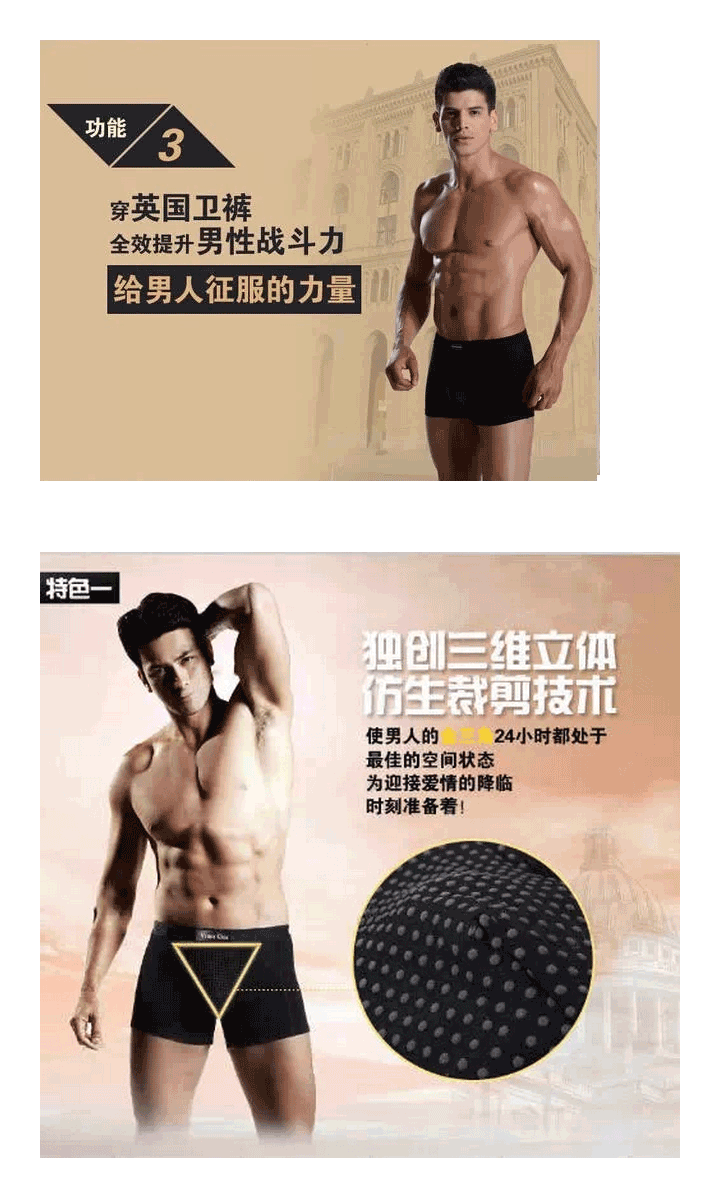 功能
3
穿英国卫裤
全效提升男性战斗力
给男人征服的力量
特色一
独创三维立体
仿生裁剪技术
使男人的金三角24小时都处于
最佳的空间状态
为迎接爱情的降临
时刻准备着!